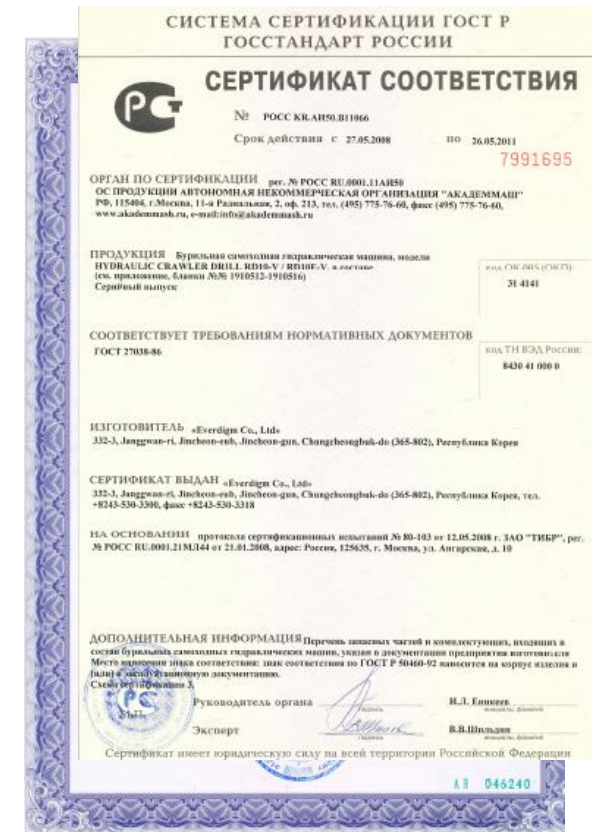 СИСТЕМА СЕРТИФИКАЦИИ ГОСТ Р
ГОССТАНДАРТ РОССИИ
СЕРТИФИКАТ СООТВЕТСТВИЯ
№ РОСС KR.АИ50.В11066
Срок действия с 27.05.2008 по 26.05.2011
7991695
ОРГАН ПО СЕРТИФИКАЦИИ рег. № РОСС RU.0001.11АИ50
ОС ПРОДУКЦИИ АВТОНОМНАЯ НЕКОММЕРЧЕСКАЯ ОРГАНИЗАЦИЯ "АКАДЕММАШ"
РФ, 115404, г.Москва, 11-я Радиальная, 2, оф. 213, тел. (495) 775-76-60, факс (495) 775-76-60,
www.akademmash.ru, e-mail:info@akademmash.ru
ПРОДУКЦИЯ Бурильная самоходная гидравлическая машина, модели
HYDRAULIC CRAWLER DRILL RD10-V / RD10E-V, в составе
(см. приложение, бланки №№ 1910512-1910516)
Серийный выпуск
код ОК 005 (ОКП):
31 4141
СООТВЕТСТВУЕТ ТРЕБОВАНИЯМ НОРМАТИВНЫХ ДОКУМЕНТОВ
ГОСТ 27038-86
код ТН ВЭД России:
8430 41 000 0
ИЗГОТОВИТЕЛЬ «Everdigm Co., Ltd»
332-3, Janggwan-ri, Jincheon-eub, Jincheon-gun, Chungcheongbuk-do (365-802), Республика Корея
СЕРТИФИКАТ ВЫДАН «Everdigm Co., Ltd»
332-3, Janggwan-ri, Jincheon-eub, Jincheon-gun, Chungcheongbuk-do (365-802), Республика Корея, тел.
+8243-530-3300, факс +8243-530-3318
НА ОСНОВАНИИ протокола сертификационных испытаний № 80-103 от 12.05.2008 г. ЗАО "ТИБР", рег.
№ РОСС RU.0001.21МЛ44 от 21.01.2008, адрес: Россия, 125635, г. Москва, ул. Ангарская, д. 10
ДОПОЛНИТЕЛЬНАЯ ИНФОРМАЦИЯ Перечень запасных частей и комплектующих, входящих в
состав бурильных самоходных гидравлических машин, указан в документации предприятия изготовителя
Место нанесения знака соответствия: знак соответствия по ГОСТ Р 50460-92 наносится на корпус изделия и
(или) в эксплуатационную документацию.
Схема сертификации 3.
М.П.
Руководитель органа
подпись
И.Л. Еникеев
инициалы, фамилия
Эксперт
подпись
В.В.Шильдин
инициалы, фамилия
Сертификат имеет юридическую силу на всей территории Российской Федерации
046240